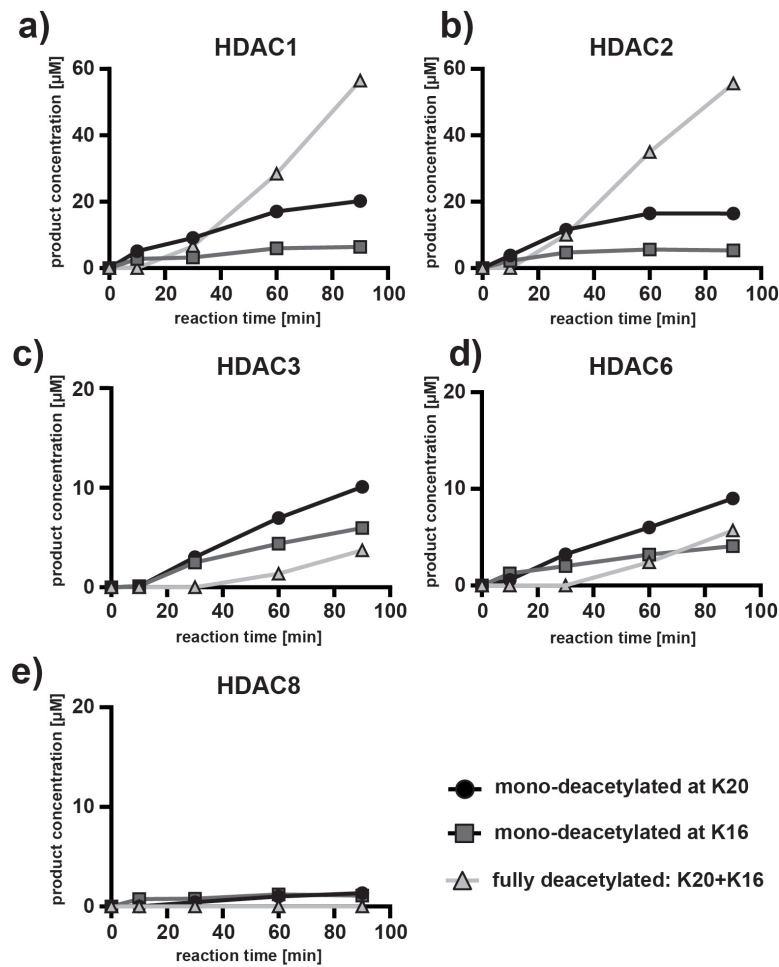 a)
HDAC1
product concentration [µM]
60
40
20
0
0 20 40 60 80 100
reaction time [min]
b)
HDAC2
product concentration [µM]
60
40
20
0
0 20 40 60 80 100
reaction time [min]
c)
HDAC3
product concentration [µM]
20
10
0
0 20 40 60 80 100
reaction time [min]
d)
HDAC6
product concentration [µM]
20
10
0
0 20 40 60 80 100
reaction time [min]
e)
HDAC8
product concentration [µM]
20
10
0
0 20 40 60 80 100
reaction time [min]
mono-deacetylated at K20
mono-deacetylated at K16
fully deacetylated: K20+K16